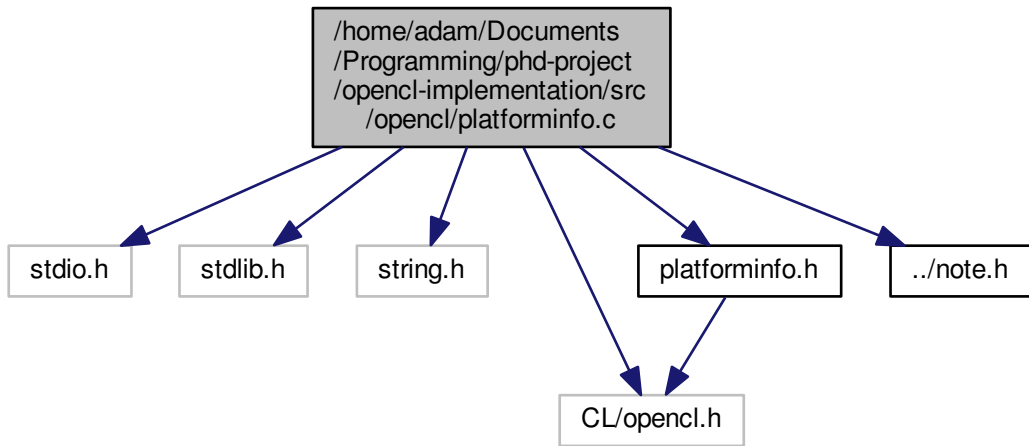 /home/adam/Documents
/Programming/phd-project
/opencl-implementation/src
/opencl/platforminfo.c
stdio.h
stdlib.h
string.h
platforminfo.h
../note.h
CL/opencl.h